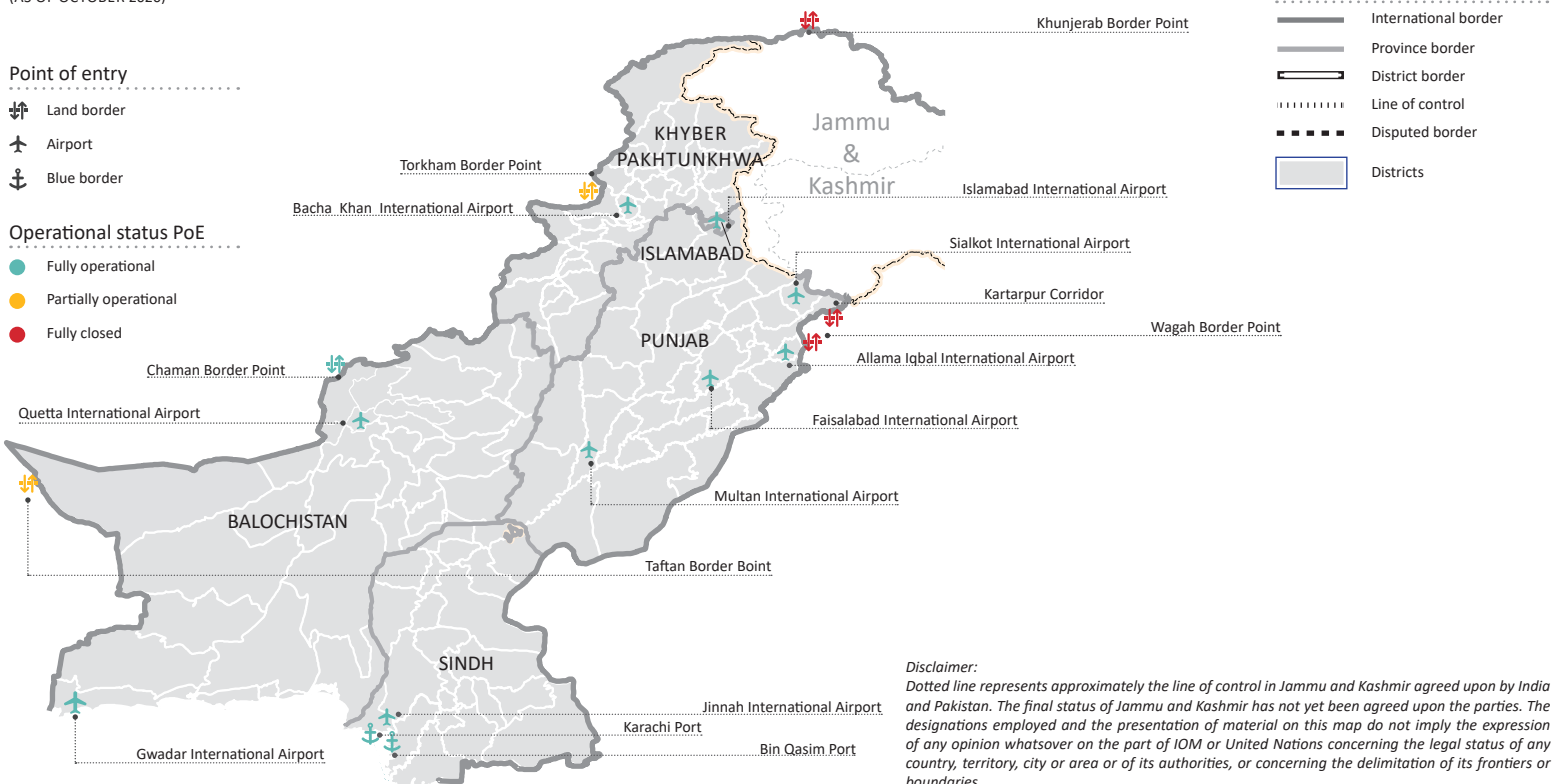 (AS OF OCTOBER 2020)
Point of entry
Land border
Airport
Blue border
Operational status PoE
Fully operational
Partially operational
Fully closed
Khunjerab Border Point
International border
Province border
District border
Line of control
Disputed border
Districts
Jammu
&
Kashmir
KHYBER
PAKHTUNKHWA
Torkham Border Point
Islamabad International Airport
Bacha Khan International Airport
ISLAMABAD
Sialkot International Airport
Kartarpur Corridor
Wagah Border Point
PUNJAB
Allama Iqbal International Airport
Chaman Border Point
Quetta International Airport
Faisalabad International Airport
Multan International Airport
BALOCHISTAN
Taftan Border Boint
SINDH
Jinnah International Airport
Karachi Port
Bin Qasim Port
Gwadar International Airport
Disclaimer:
Dotted line represents approximately the line of control in Jammu and Kashmir agreed upon by India
and Pakistan. The final status of Jammu and Kashmir has not yet been agreed upon the parties. The
designations employed and the presentation of material on this map do not imply the expression
of any opinion whatsover on the part of IOM or United Nations concerning the legal status of any
country, territory, city or area or of its authorities, or concerning the delimitation of its frontiers or
boundaries.